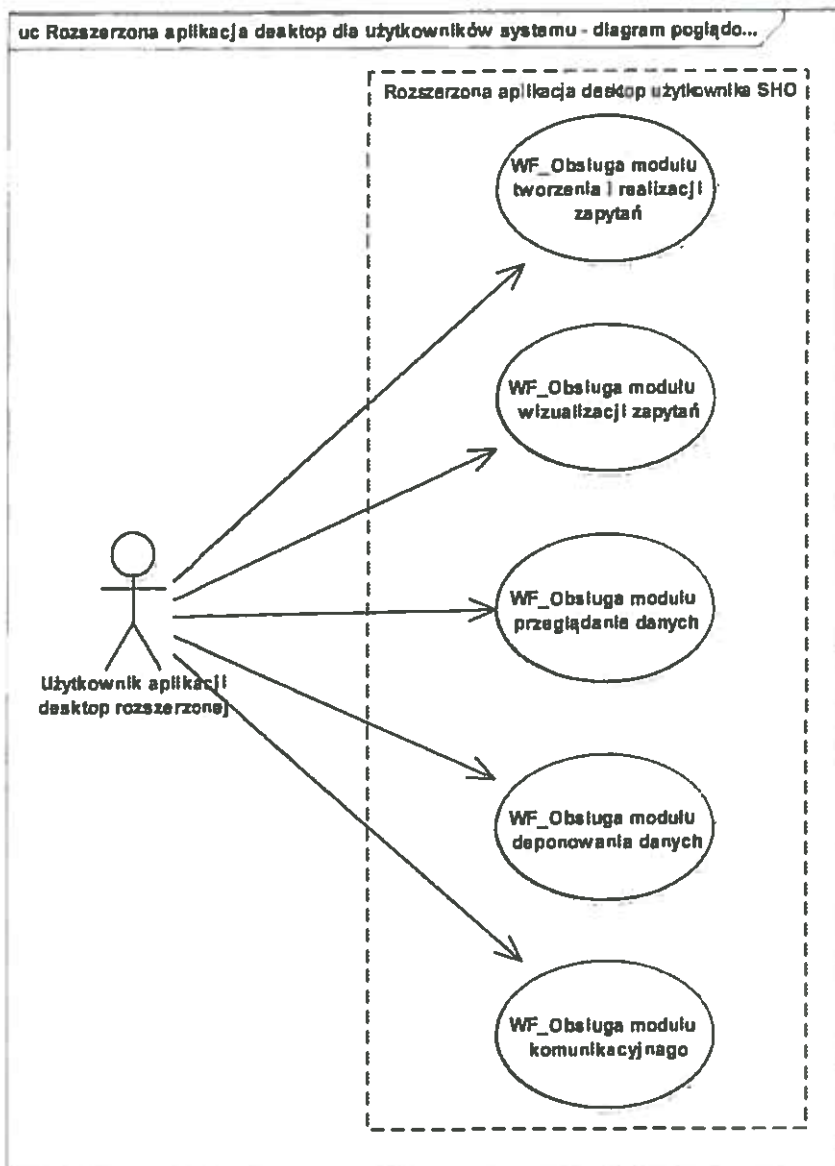 uc Rozszerzona aplikacja desktop dla użytkowników systemu - diagram poglądo...
Rozszerzona aplikacja desktop użytkownika SHO
WF_Obsługa modułu
tworzenia i realizacji
zapytań
WF_Obsługa modułu
wizualizacji zapytań
WF_Obsługa modułu
przeglądania danych
Użytkownik aplikacji
desktop rozszerzonej
WF_Obsługa modułu
deponowania danych
WF_Obsługa modułu
komunikacyjnego